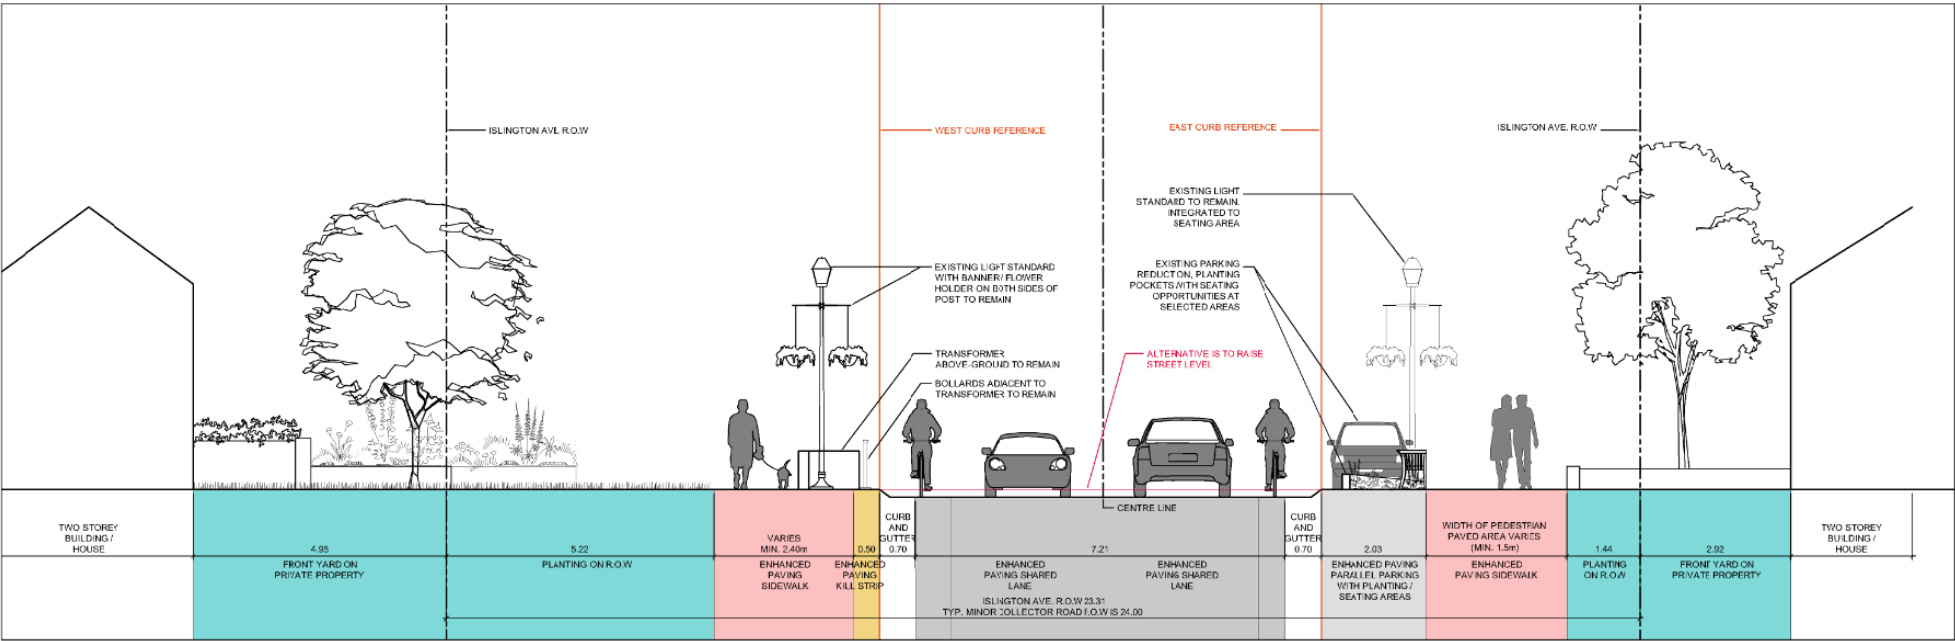 ISLINGTON AVE. R.O.W
WEST CURB REFERENCE
EAST CURB REFERENCE
ISLINGTON AVE. R.O.W
EXISTING LIGHT
STANDARD TO REMAIN.
INTEGRATED TO
SEATING AREA
EXISTING LIGHT STANDARD
WITH BANNER/ FLOWER
HOLDER ON BOTH SIDES OF
POST TO REMAIN
EXISTING PARKING
REDUCTION, PLANTING
POCKETS WITH SEATING
OPPORTUNITIES AT
SELECTED AREAS
TRANSFORMER
ABOVE-GROUND TO REMAIN
ALTERNATIVE IS TO RAISE
STREET LEVEL
BOLLARDS ADJACENT TO
TRANSFORMER TO REMAIN
CENTRE LINE
TWO STOREY
BUILDING /
HOUSE
4.95
FRONT YARD ON
PRIVATE PROPERTY
5.22
PLANTING ON R.O.W
VARIES
MIN. 2.40m
ENHANCED
PAVING
SIDEWALK
0.50
ENHANCED
PAVING
KILL STRIP
CURB
AND
GUTTER
0.70
7.21
ENHANCED
PAVING SHARED
LANE
ENHANCED
PAVING SHARED
LANE
ISLINGTON AVE. R.O.W 23.31
TYP. MINOR COLLECTOR ROAD R.O.W IS 24.00
CURB
AND
GUTTER
0.70
2.03
ENHANCED PAVING
PARALLEL PARKING
WITH PLANTING /
SEATING AREAS
WIDTH OF PEDESTRIAN
PAVED AREA VARIES
(MIN. 1.5m)
ENHANCED
PAVING SIDEWALK
1.44
PLANTING
ON R.O.W
2.92
FRONT YARD ON
PRIVATE PROPERTY
TWO STOREY
BUILDING /
HOUSE